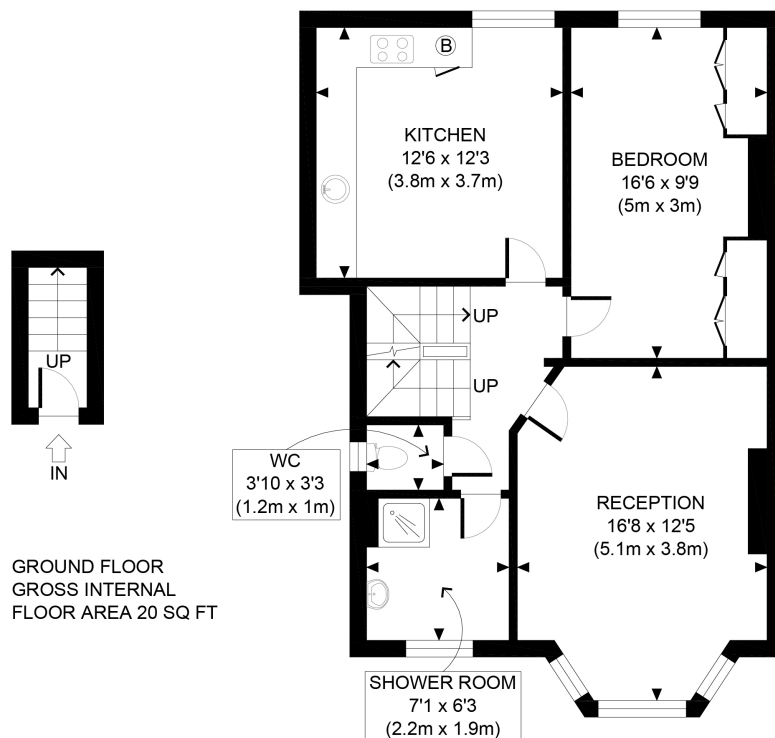 B
KITCHEN
12'6 x 12'3
(3.8m x 3.7m)
BEDROOM
16'6 x 9'9
(5m x 3m)
UP
UP
UP
IN
WC
3'10 x 3'3
(1.2m x 1m)
RECEPTION
16'8 x 12'5
(5.1m x 3.8m)
GROUND FLOOR
GROSS INTERNAL
FLOOR AREA 20 SQ FT
SHOWER ROOM
7'1 x 6'3
(2.2m x 1.9m)